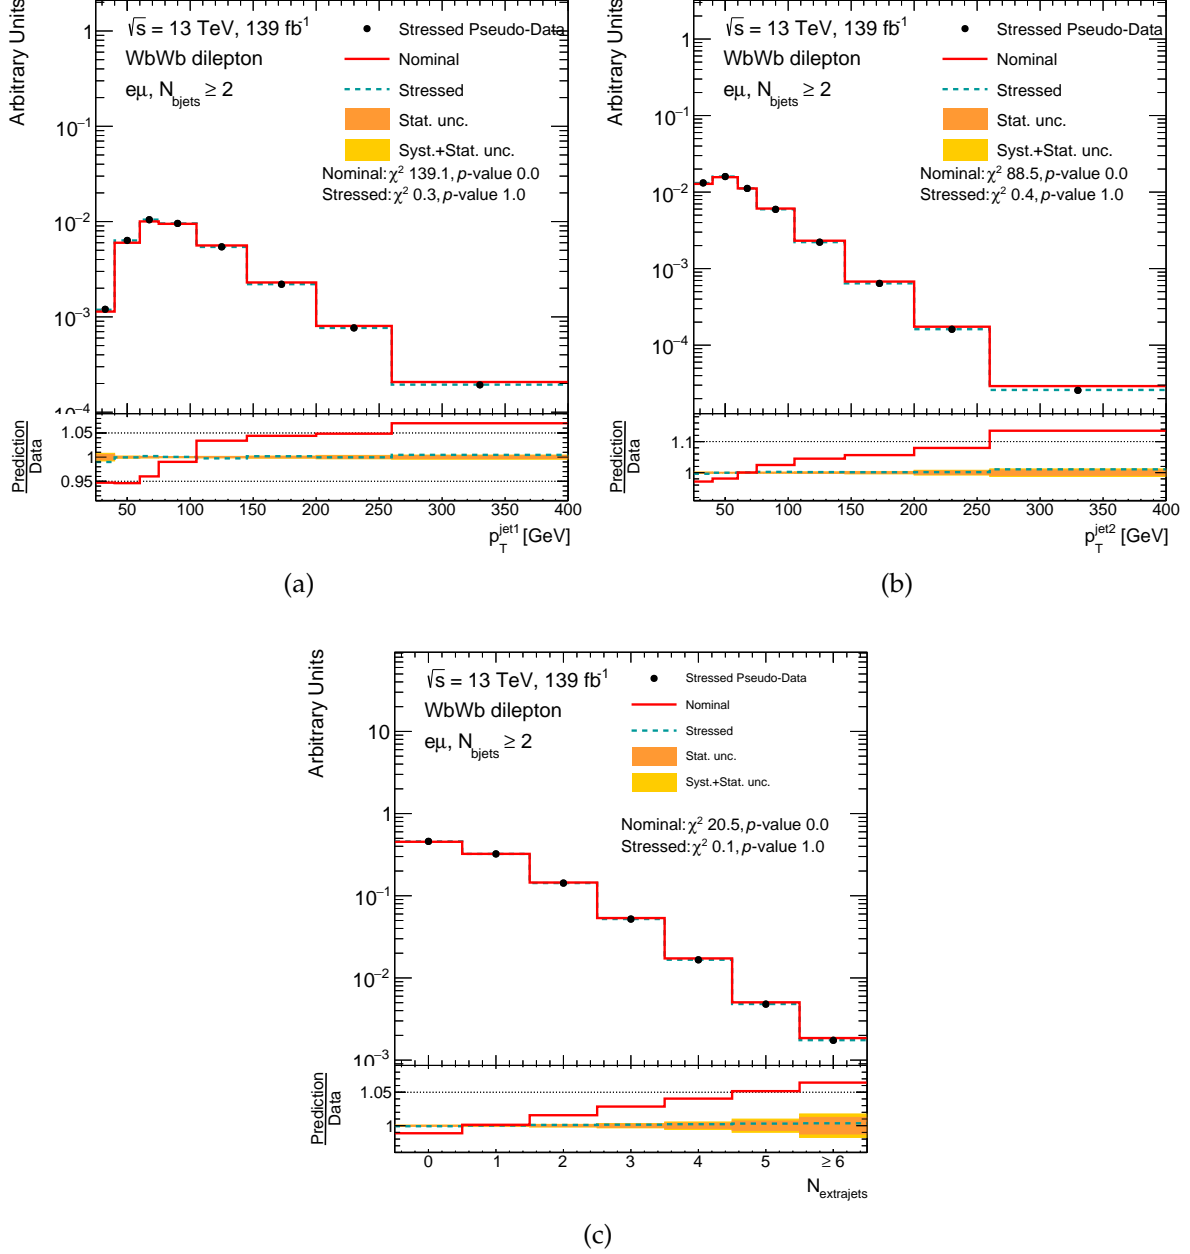 Arbitrary Units
√s = 13 TeV, 139 fb⁻¹
WbWb dilepton
eμ, N_bjets ≥ 2
Stressed Pseudo-Data
Nominal
Stressed
Stat. unc.
Syst.+Stat. unc.
Nominal: χ² 139.1, p-value 0.0
Stressed: χ² 0.3, p-value 1.0
1
10⁻¹
10⁻²
10⁻³
10⁻⁴
Prediction
Data
1.05
1
0.95
50 100 150 200 250 300 350 400
p_T^jet1 [GeV]
(a)
Arbitrary Units
√s = 13 TeV, 139 fb⁻¹
WbWb dilepton
eμ, N_bjets ≥ 2
Stressed Pseudo-Data
Nominal
Stressed
Stat. unc.
Syst.+Stat. unc.
Nominal: χ² 88.5, p-value 0.0
Stressed: χ² 0.4, p-value 1.0
1
10⁻¹
10⁻²
10⁻³
10⁻⁴
Prediction
Data
1.1
1
50 100 150 200 250 300 350 400
p_T^jet2 [GeV]
(b)
Arbitrary Units
√s = 13 TeV, 139 fb⁻¹
WbWb dilepton
eμ, N_bjets ≥ 2
Stressed Pseudo-Data
Nominal
Stressed
Stat. unc.
Syst.+Stat. unc.
Nominal: χ² 20.5, p-value 0.0
Stressed: χ² 0.1, p-value 1.0
10
1
10⁻¹
10⁻²
10⁻³
Prediction
Data
1.05
1
0 1 2 3 4 5 ≥ 6
N_extrajets
(c)